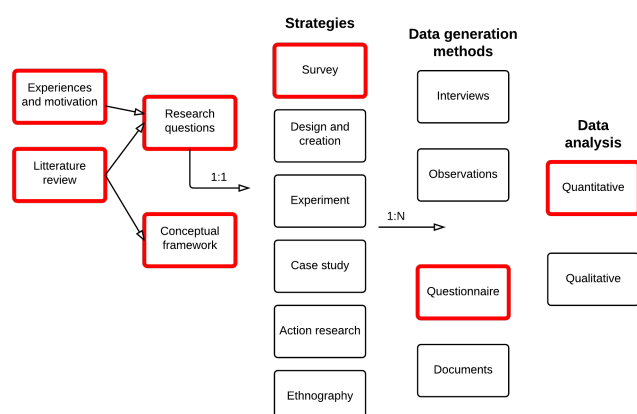 Strategies
Data generation
methods
Data
analysis
Experiences
and motivation
Litterature
review
Research
questions
Conceptual
framework
1:1
Survey
Design and
creation
Experiment
Case study
Action research
Ethnography
1:N
Interviews
Observations
Questionnaire
Documents
Quantitative
Qualitative